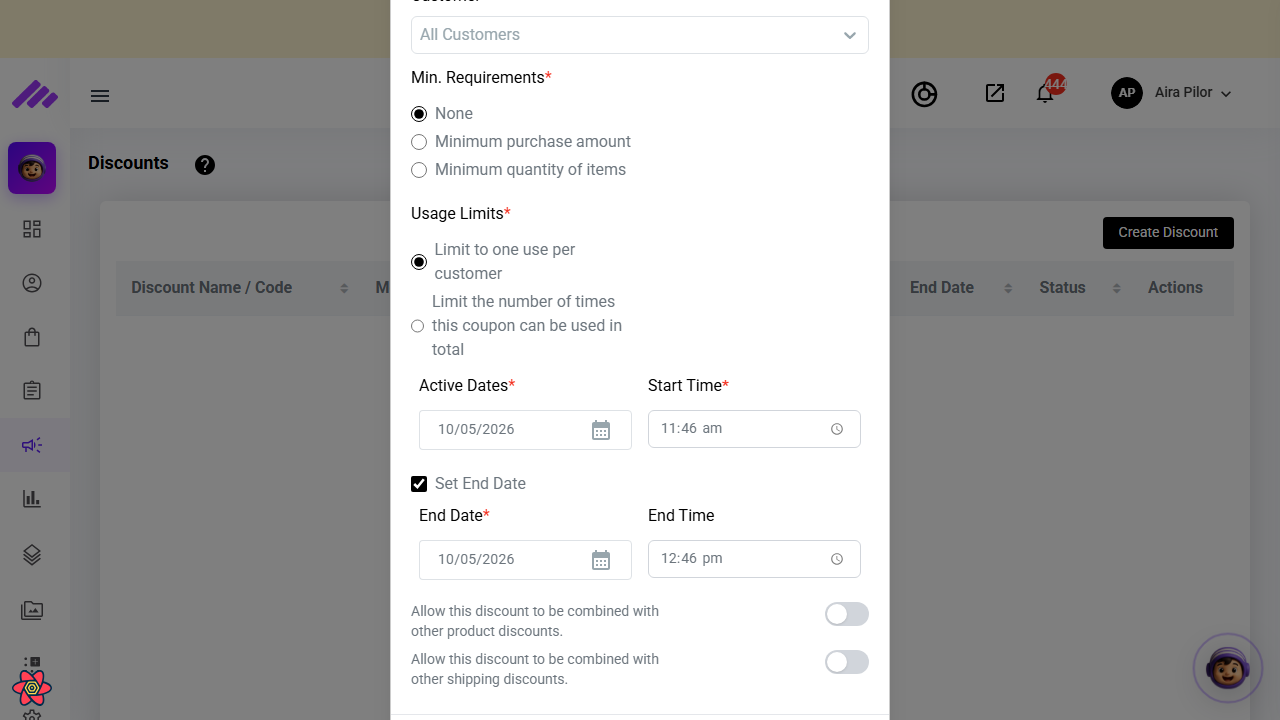 All Customers
Min. Requirements*
None
Minimum purchase amount
Minimum quantity of items
Usage Limits*
Limit to one use per
customer
Limit the number of times
this coupon can be used in
total
Active Dates*
Start Time*
10/05/2026
11:46 am
Set End Date
End Date*
End Time
10/05/2026
12:46 pm
Allow this discount to be combined with
other product discounts.
Allow this discount to be combined with
other shipping discounts.
444
AP
Aira Pilor
Discounts
?
Create Discount
Discount Name / Code
End Date
Status
Actions